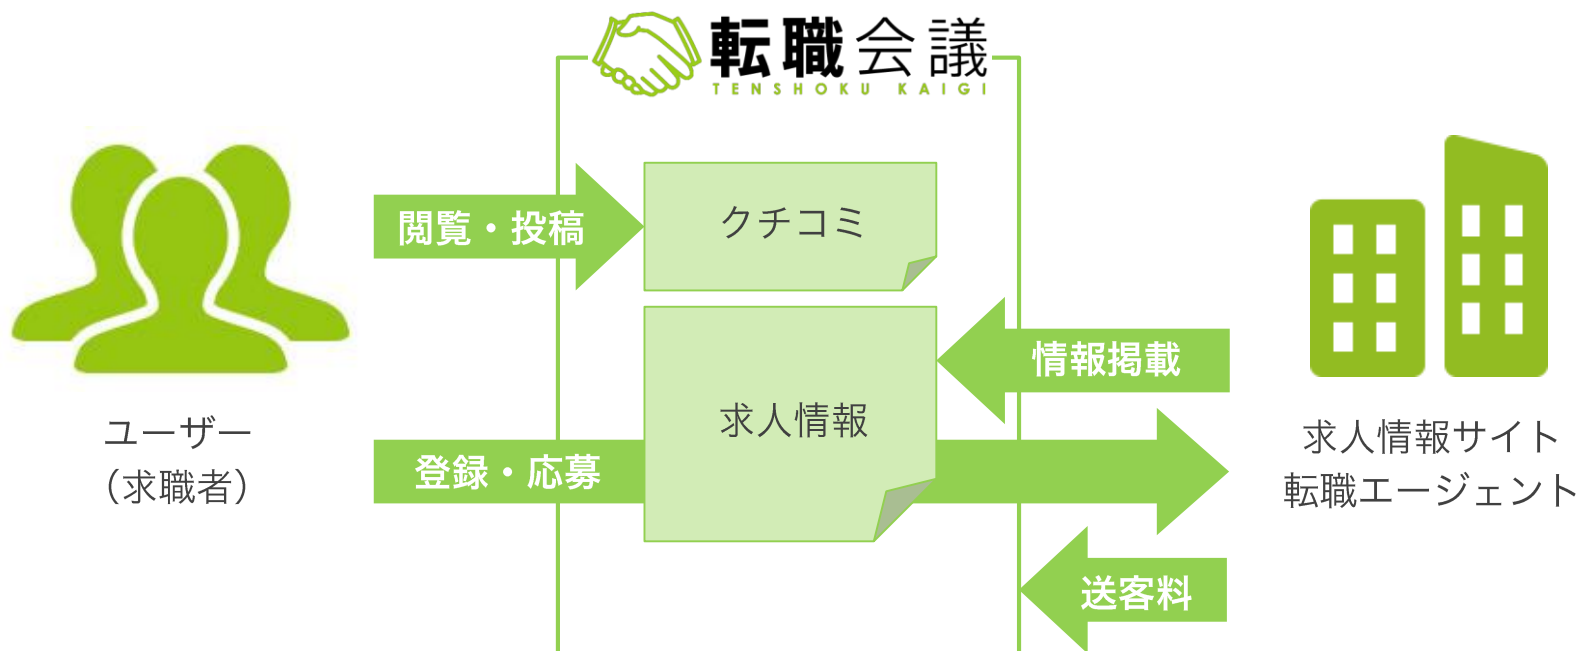 転職会議
TENSHOKU KAIGI
閲覧・投稿
クチコミ
情報掲載
求人情報
登録・応募
ユーザー
（求職者）
求人情報サイト
転職エージェント
送客料